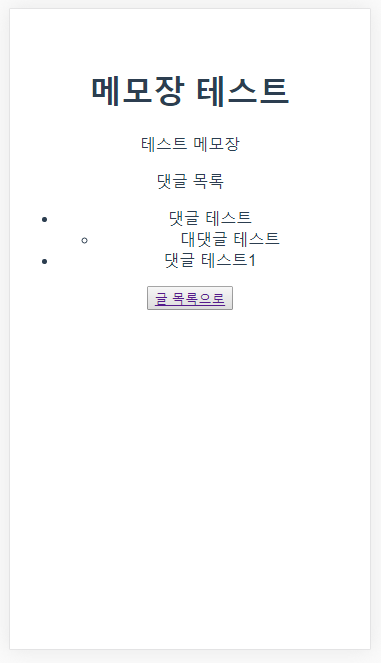 메모장 테스트
테스트 메모장
댓글 목록
댓글 테스트
대댓글 테스트
댓글 테스트1
글 목록으로